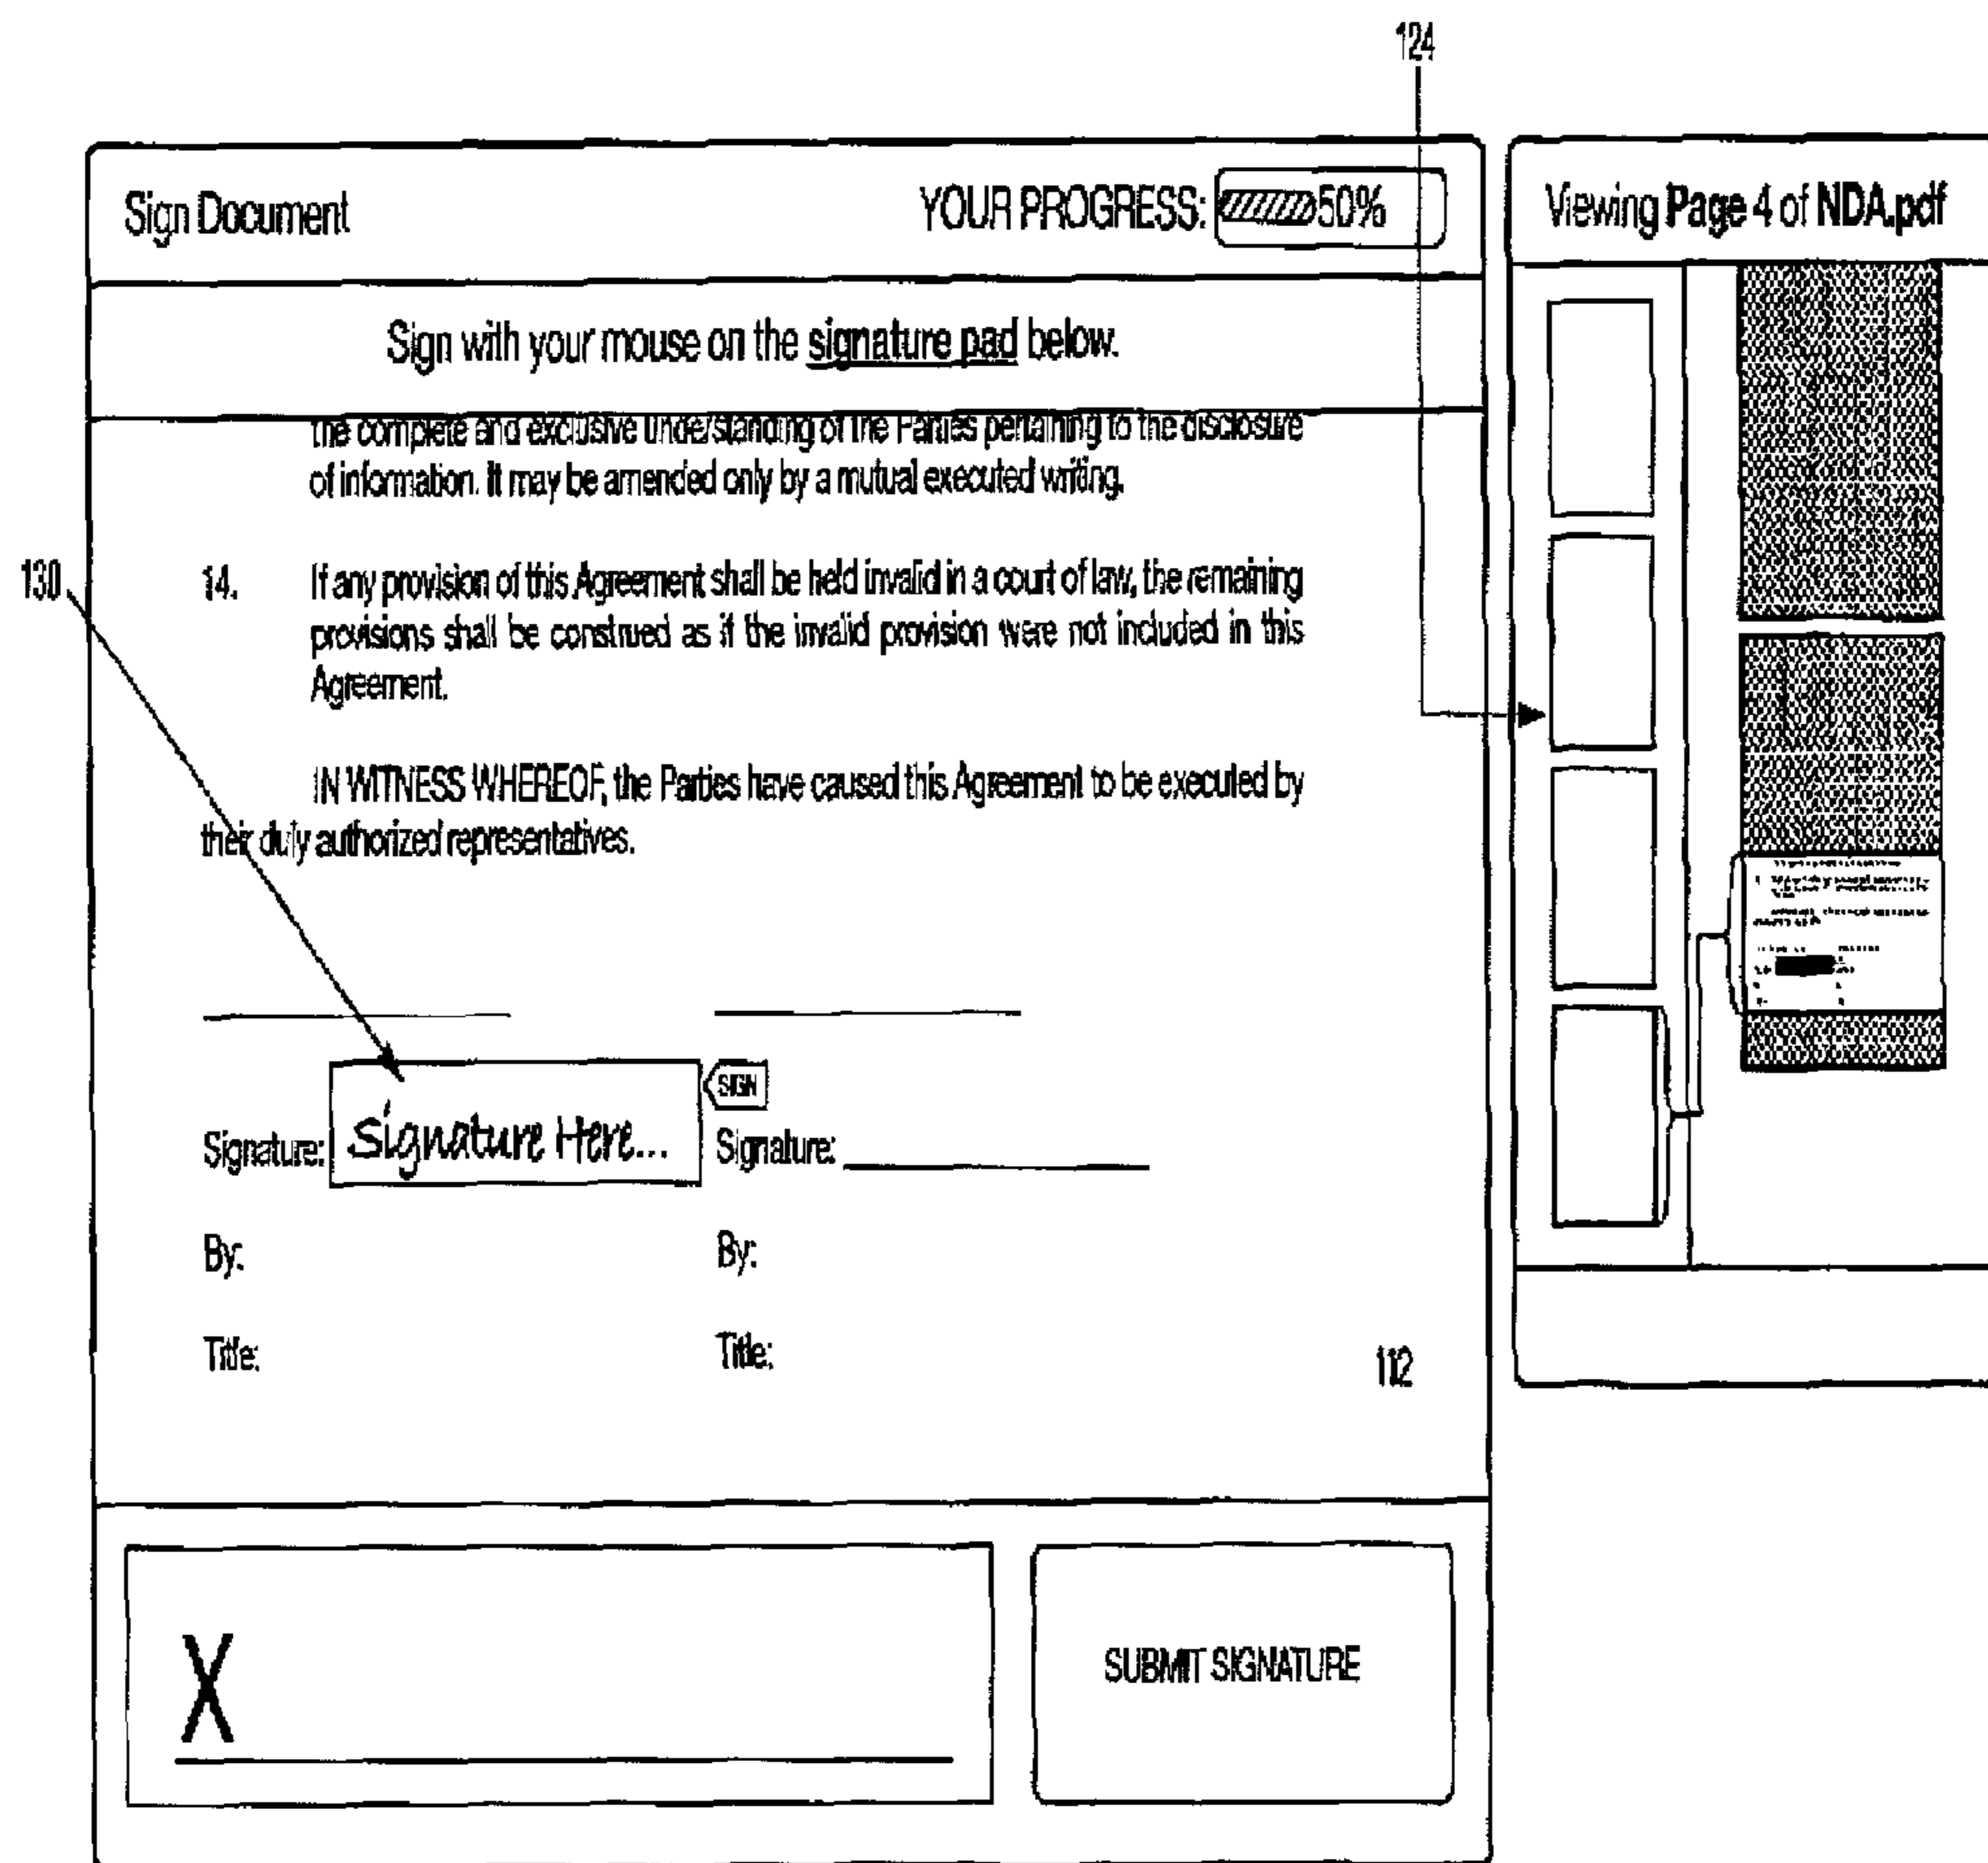 124
Sign Document
YOUR PROGRESS: 50%
Viewing Page 4 of NDA.pdf
Sign with your mouse on the signature pad below.
the complete and exclusive understanding of the Parties pertaining to the disclosure
of information. It may be amended only by a mutual executed writing.
130
14. If any provision of this Agreement shall be held invalid in a court of law, the remaining
provisions shall be construed as if the invalid provision were not included in this
Agreement.
IN WITNESS WHEREOF, the Parties have caused this Agreement to be executed by
their duly authorized representatives.
SIGN
Signature: Signature Here... Signature:
By: By:
Title: Title:
112
X
SUBMIT SIGNATURE